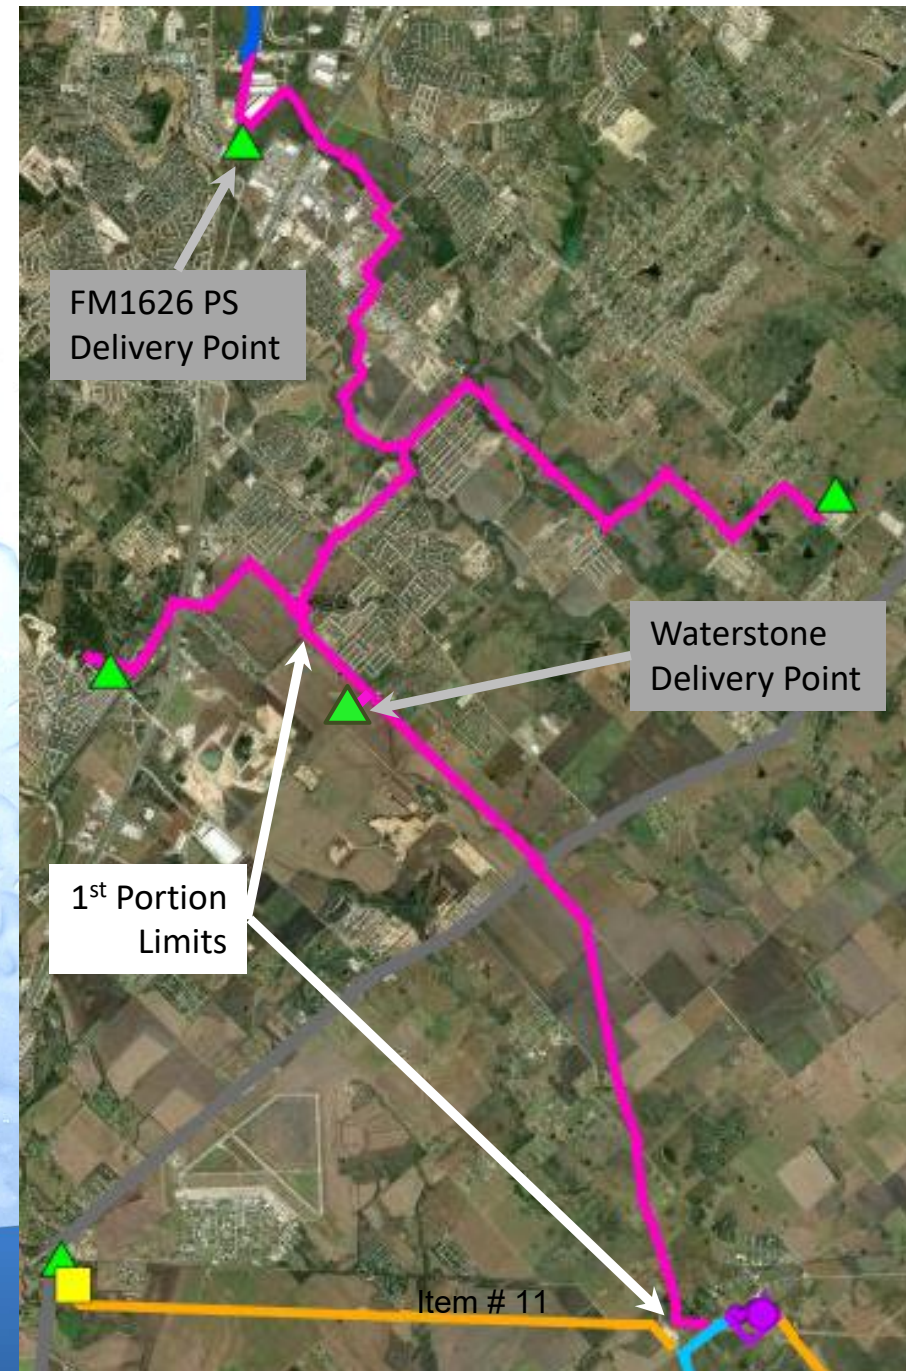 FM1626 PS
Delivery Point
Waterstone
Delivery Point
1st Portion
Limits
Item # 11